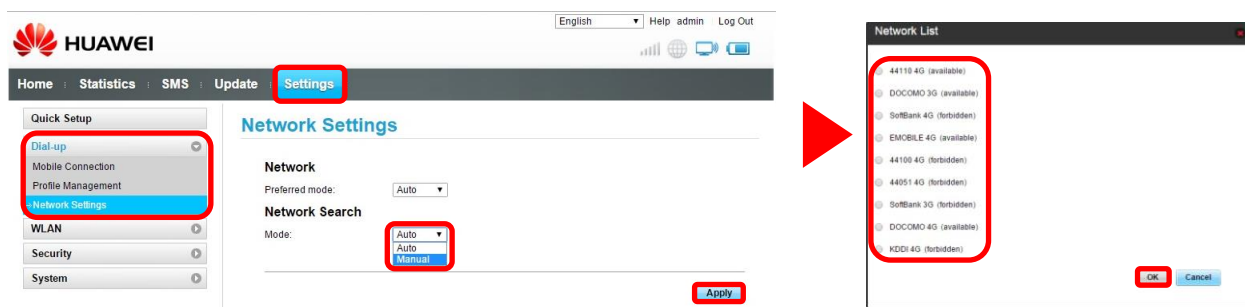 English Help admin Log Out
HUAWEI
Home Statistics SMS Update Settings
Quick Setup
Dial-up
Mobile Connection
Profile Management
Network Settings
WLAN
Security
System
Network Settings
Network
Preferred mode: Auto
Network Search
Mode: Auto
Auto
Manual
Apply
Network List
44110 4G (available)
DOCOMO 3G (available)
SoftBank 4G (forbidden)
EMOBILE 4G (available)
44100 4G (forbidden)
44051 4G (forbidden)
SoftBank 3G (forbidden)
DOCOMO 4G (available)
KDDI 4G (forbidden)
OK Cancel